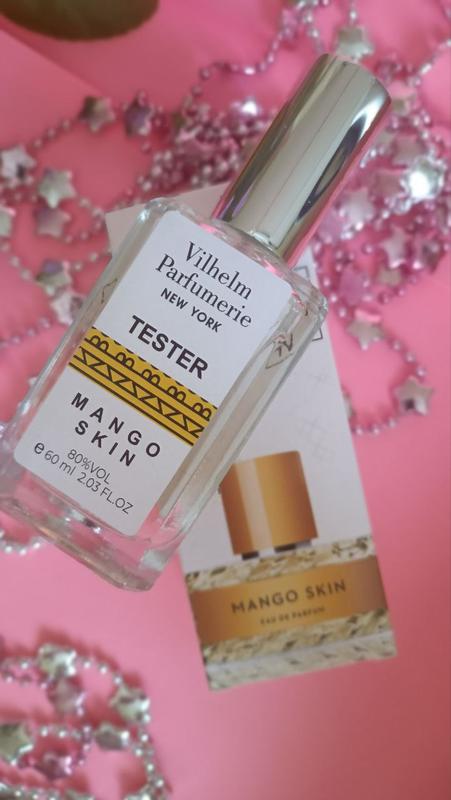 Vilhelm
Parfumerie
NEW YORK
TESTER
MANGO
SKIN
80%VOL
℮ 60 ml 2.03 FL.OZ
MANGO SKIN
EAU DE PARFUM